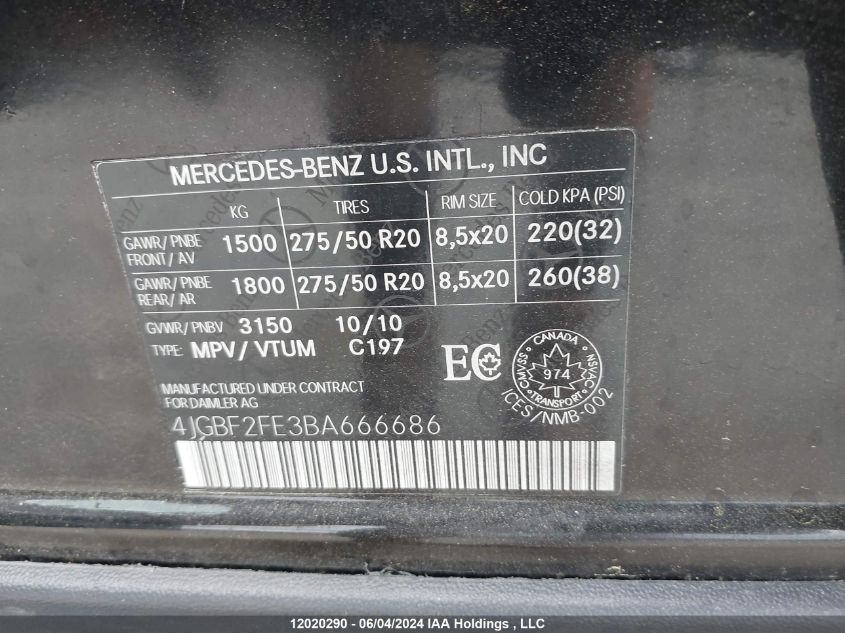 MERCEDES-BENZ U.S. INTL., INC
KG TIRES RIM SIZE COLD KPA (PSI)
GAWR/ PNBE FRONT/ AV 1500 275/50 R20 8,5x20 220(32)
GAWR/ PNBE REAR/ AR 1800 275/50 R20 8,5x20 260(38)
GVWR/ PNBV 3150 10/10
TYPE: MPV/ VTUM C197
EC
CANADA
CMVSS NSVAC
974
TRANSPORT
ICES/NMB-002
MANUFACTURED UNDER CONTRACT
FOR DAIMLER AG
4JGBF2FE3BA666686
12020290 - 06/04/2024 IAA Holdings , LLC